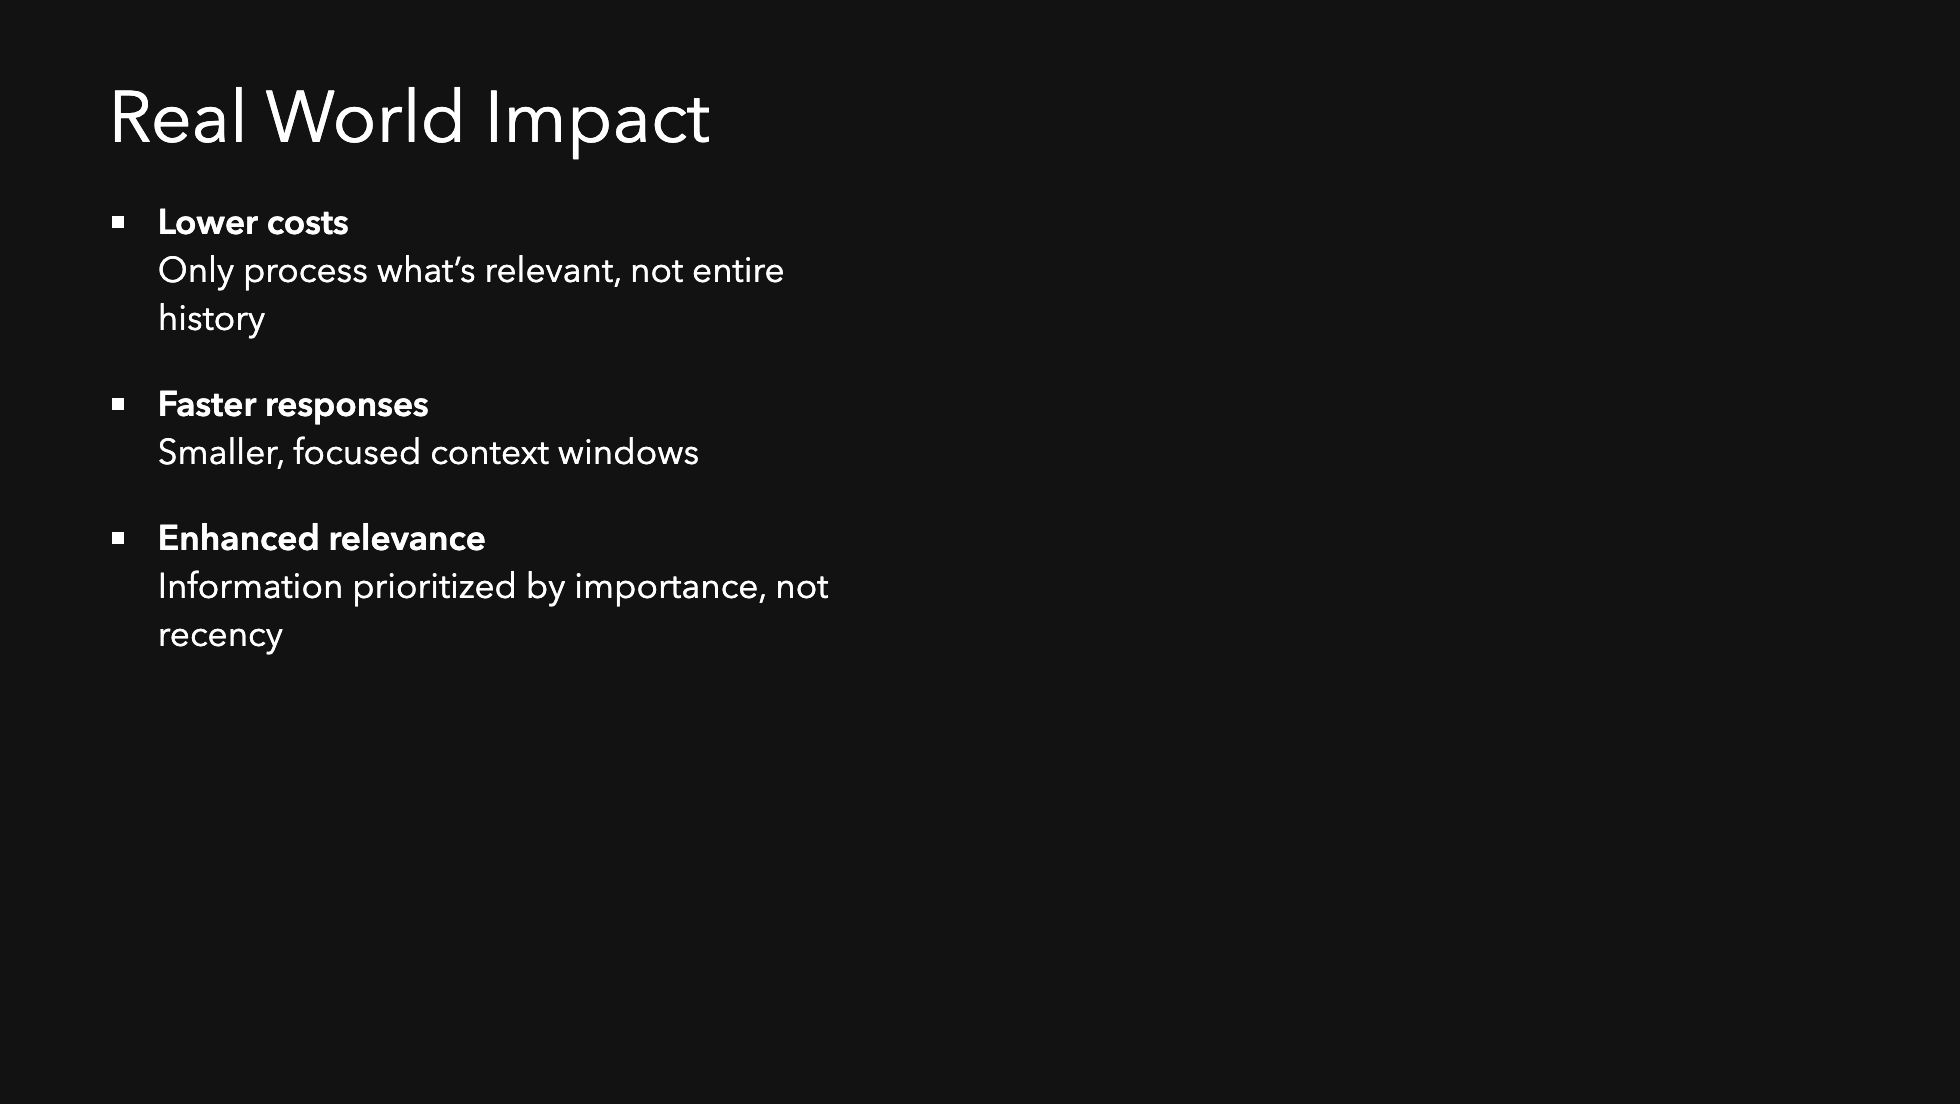 Real World Impact
Lower costs
Only process what’s relevant, not entire
history
Faster responses
Smaller, focused context windows
Enhanced relevance
Information prioritized by importance, not
recency